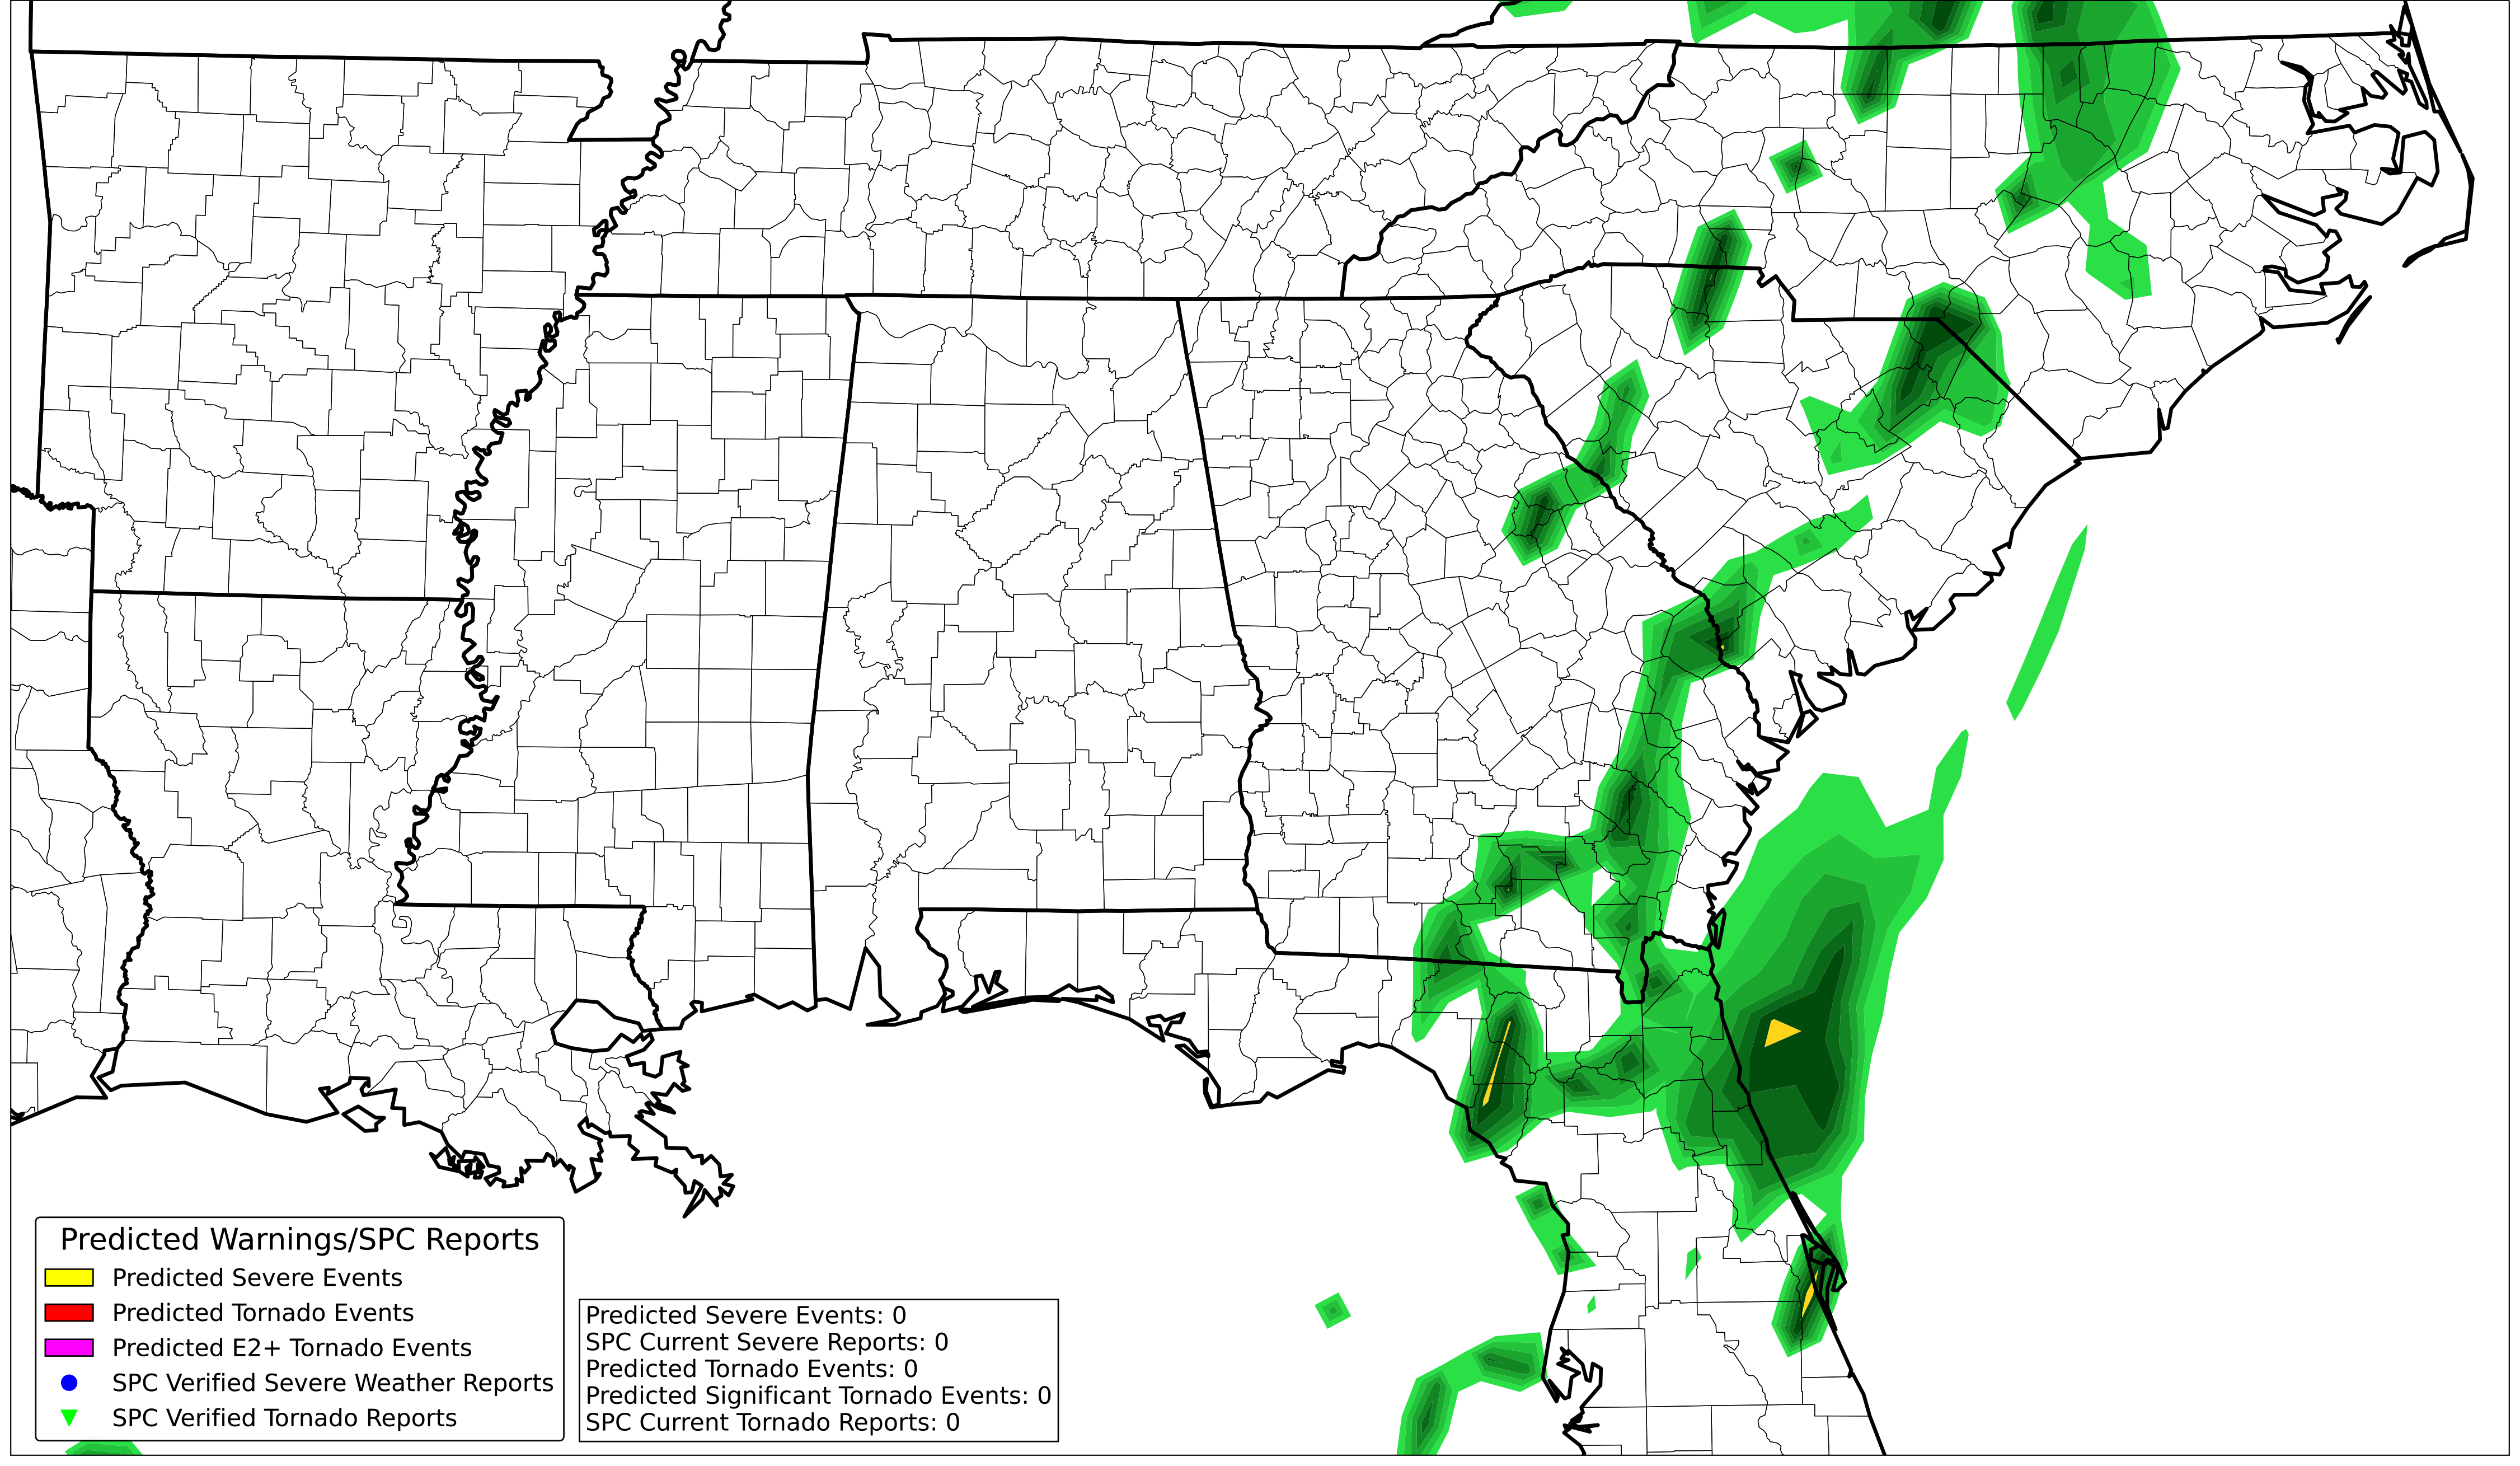 Predicted Warnings/SPC Reports
Predicted Severe Events
Predicted Tornado Events
Predicted E2+ Tornado Events
SPC Verified Severe Weather Reports
SPC Verified Tornado Reports
Predicted Severe Events: 0
SPC Current Severe Reports: 0
Predicted Tornado Events: 0
Predicted Significant Tornado Events: 0
SPC Current Tornado Reports: 0